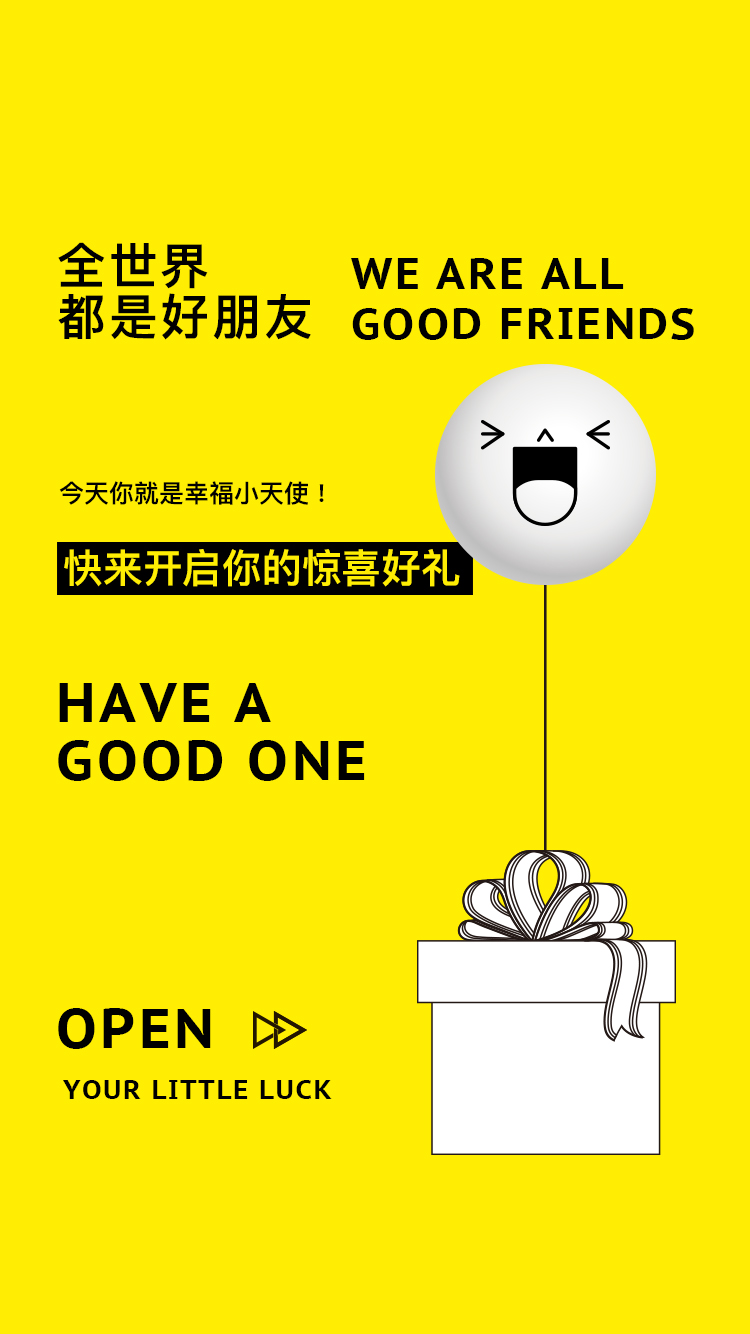 全世界
都是好朋友
WE ARE ALL
GOOD FRIENDS
今天你就是幸福小天使！
快来开启你的惊喜好礼
HAVE A
GOOD ONE
OPEN
YOUR LITTLE LUCK